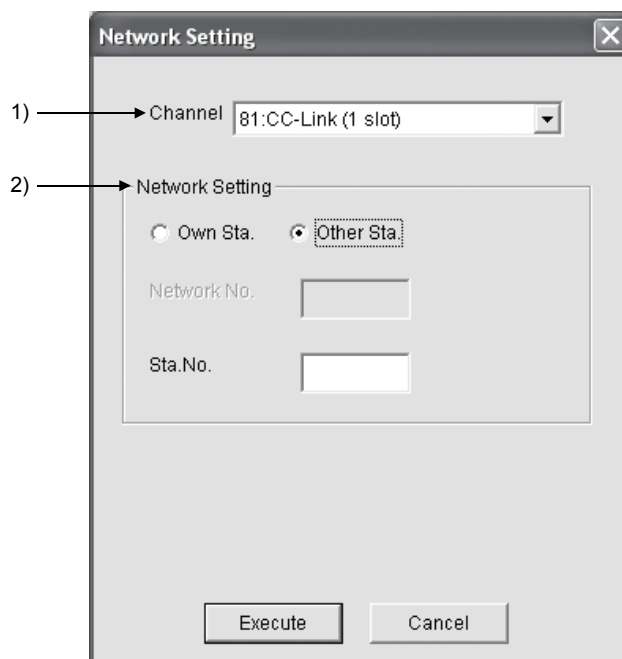 Network Setting
1)
Channel 81:CC-Link (1 slot)
2)
Network Setting
Own Sta. Other Sta.
Network No.
Sta.No.
Execute Cancel